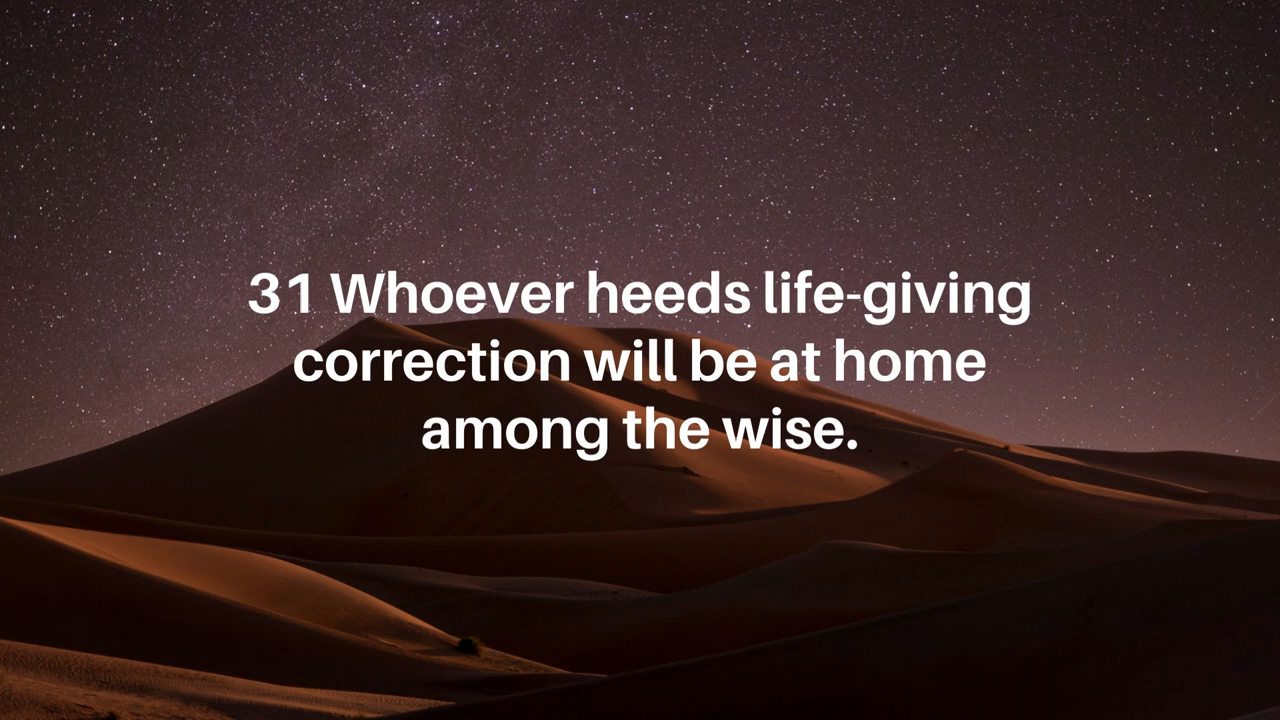 31 Whoever heeds life-giving
correction will be at home
among the wise.